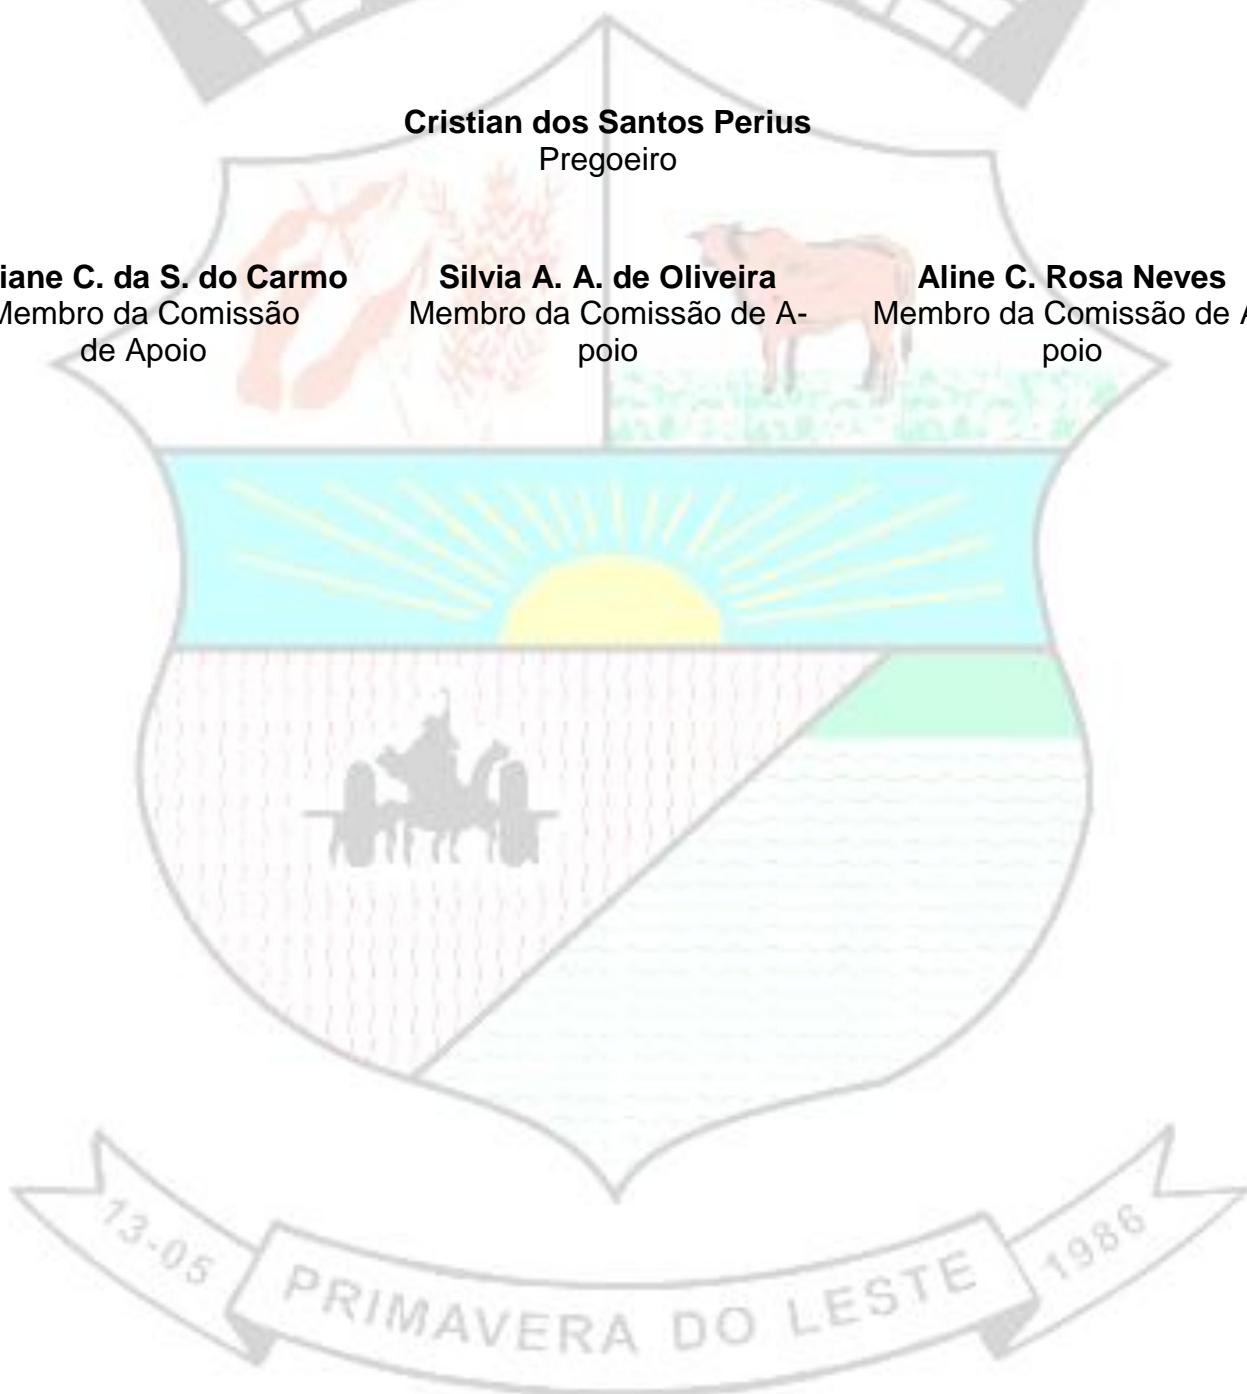 Cristian dos Santos Perius
Pregoeiro
C. da S. do Carmo
Silvia A. A. de Oliveira
Aline C. Rosa Neves
Membro da Comissão
Membro da Comissão de A-
Membro da Comissão de A
de Apoio
poio
poio
13-05
PRIMAVERA DO LESTE
1986